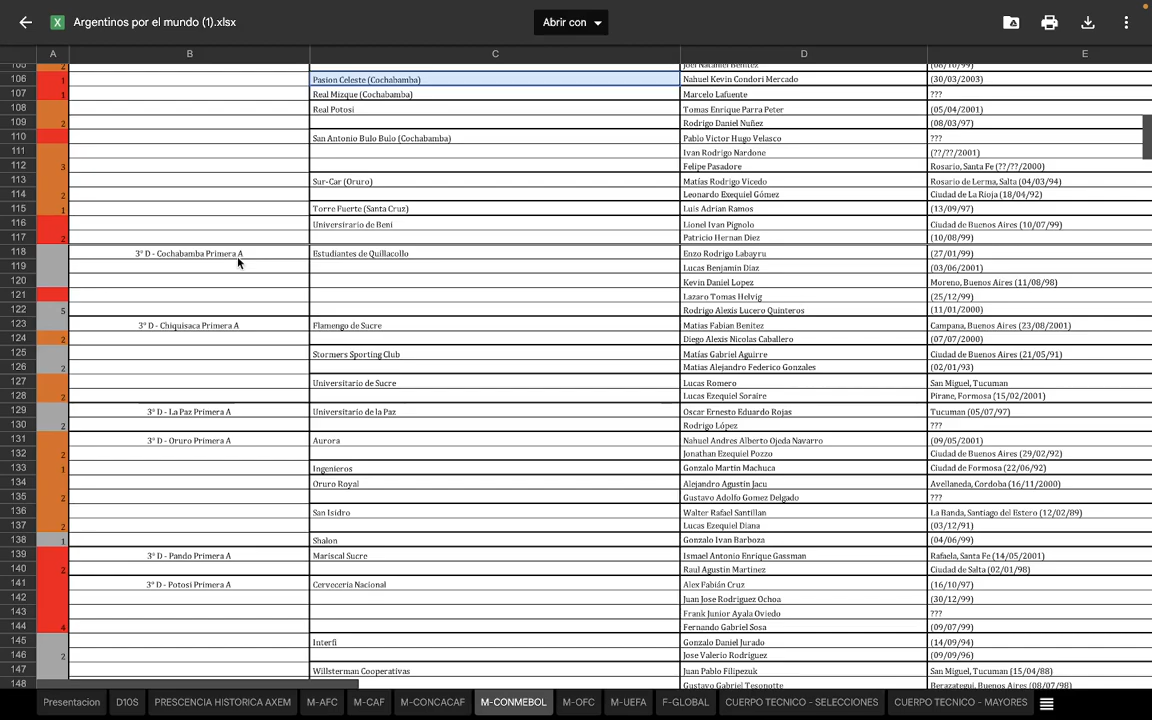 Argentinos por el mundo (1).xlsx
Abrir con
A B C D E
105 2 Joel Nataniel Benitez (08/10/99)
106 1 Pasion Celeste (Cochabamba) Nahuel Kevin Condori Mercado (30/03/2003)
107 1 Real Mizque (Cochabamba) Marcelo Lafuente ???
108 Real Potosi Tomas Enrique Parra Peter (05/04/2001)
109 2 Rodrigo Daniel Nuñez (08/03/97)
110 San Antonio Bulo Bulo (Cochabamba) Pablo Victor Hugo Velasco ???
111 Ivan Rodrigo Nardone (??/??/2001)
112 3 Felipe Pasadore Rosario, Santa Fe (??/??/2000)
113 Sur-Car (Oruro) Matías Rodrigo Vicedo Rosario de Lerma, Salta (04/03/94)
114 2 Leonardo Exequiel Gómez Ciudad de La Rioja (18/04/92)
115 1 Torre Fuerte (Santa Cruz) Luis Adrian Ramos (13/09/97)
116 Universirario de Beni Lionel Ivan Pignolo Ciudad de Buenos Aires (10/07/99)
117 2 Patricio Hernan Diez (10/08/99)
118 3° D - Cochabamba Primera A Estudiantes de Quillacollo Enzo Rodrigo Labayru (27/01/99)
119 Lucas Benjamin Diaz (03/06/2001)
120 Kevin Daniel Lopez Moreno, Buenos Aires (11/08/98)
121 Lazaro Tomas Helvig (25/12/99)
122 5 Rodrigo Alexis Lucero Quinteros (11/01/2000)
123 3° D - Chiquisaca Primera A Flamengo de Sucre Matias Fabian Benitez Campana, Buenos Aires (23/08/2001)
124 2 Diego Alexis Nicolas Caballero (07/07/2000)
125 Stormers Sporting Club Matías Gabriel Aguirre Ciudad de Buenos Aires (21/05/91)
126 2 Matias Alejandro Federico Gonzales (02/01/93)
127 Universitario de Sucre Lucas Romero San Miguel, Tucuman
128 2 Lucas Ezequiel Soraire Pirane, Formosa (15/02/2001)
129 3° D - La Paz Primera A Universitario de la Paz Oscar Ernesto Eduardo Rojas Tucuman (05/07/97)
130 2 Rodrigo López ???
131 3° D - Oruro Primera A Aurora Nahuel Andres Alberto Ojeda Navarro (09/05/2001)
132 2 Jonathan Ezequiel Pozzo Ciudad de Buenos Aires (29/02/92)
133 1 Ingenieros Gonzalo Martin Machuca Ciudad de Formosa (22/06/92)
134 Oruro Royal Alejandro Agustin Jacu Avellaneda, Cordoba (16/11/2000)
135 2 Gustavo Adolfo Gomez Delgado ???
136 San Isidro Walter Rafael Santillan La Banda, Santiago del Estero (12/02/89)
137 2 Lucas Ezequiel Diana (03/12/91)
138 1 Shalon Gonzalo Ivan Barboza (04/06/99)
139 3° D - Pando Primera A Mariscal Sucre Ismael Antonio Enrique Gassman Rafaela, Santa Fe (14/05/2001)
140 2 Raul Agustin Martinez Ciudad de Salta (02/01/98)
141 3° D - Potosi Primera A Cerveceria Nacional Alex Fabián Cruz (16/10/97)
142 Juan Jose Rodriguez Ochoa (30/12/99)
143 Frank Junior Ayala Oviedo ???
144 4 Fernando Gabriel Sosa (09/07/99)
145 Interfi Gonzalo Daniel Jurado (14/09/94)
146 2 Jose Valerio Rodriguez (09/09/96)
147 Willsterman Cooperativas Juan Pablo Filipezuk San Miguel, Tucuman (15/04/88)
148 Gustavo Gabriel Tesonotte Berazategui, Buenos Aires (08/07/98)
Presentacion D10S PRESCENCIA HISTORICA AXEM M-AFC M-CAF M-CONCACAF M-CONMEBOL M-OFC M-UEFA F-GLOBAL CUERPO TECNICO - SELECCIONES CUERPO TECNICO - MAYORES